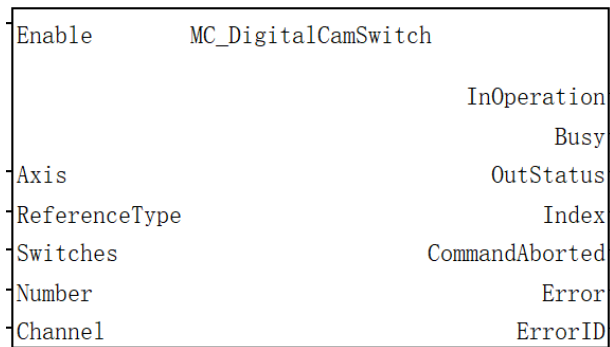 Enable MC_DigitalCamSwitch
InOperation
Busy
Axis OutStatus
ReferenceType Index
Switches CommandAborted
Number Error
Channel ErrorID